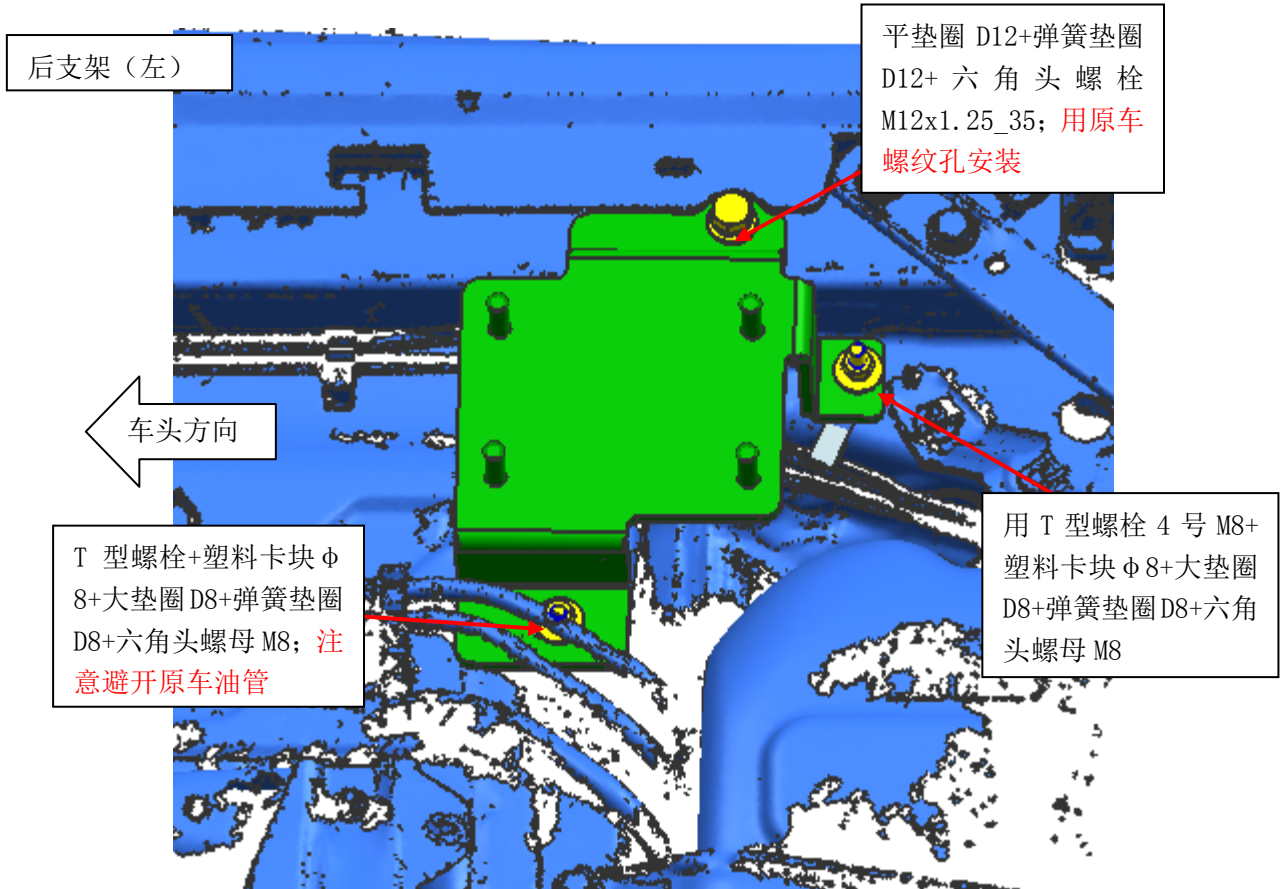 后支架（左）
平垫圈 D12+弹簧垫圈
D12+ 六 角 头 螺 栓
M12x1.25_35; 用原车
螺纹孔安装
车头方向
T 型螺栓+塑料卡块φ
8+大垫圈 D8+弹簧垫圈
D8+六角头螺母 M8; 注
意避开原车油管
用 T 型螺栓 4 号 M8+
塑料卡块φ8+大垫圈
D8+弹簧垫圈D8+六角
头螺母 M8